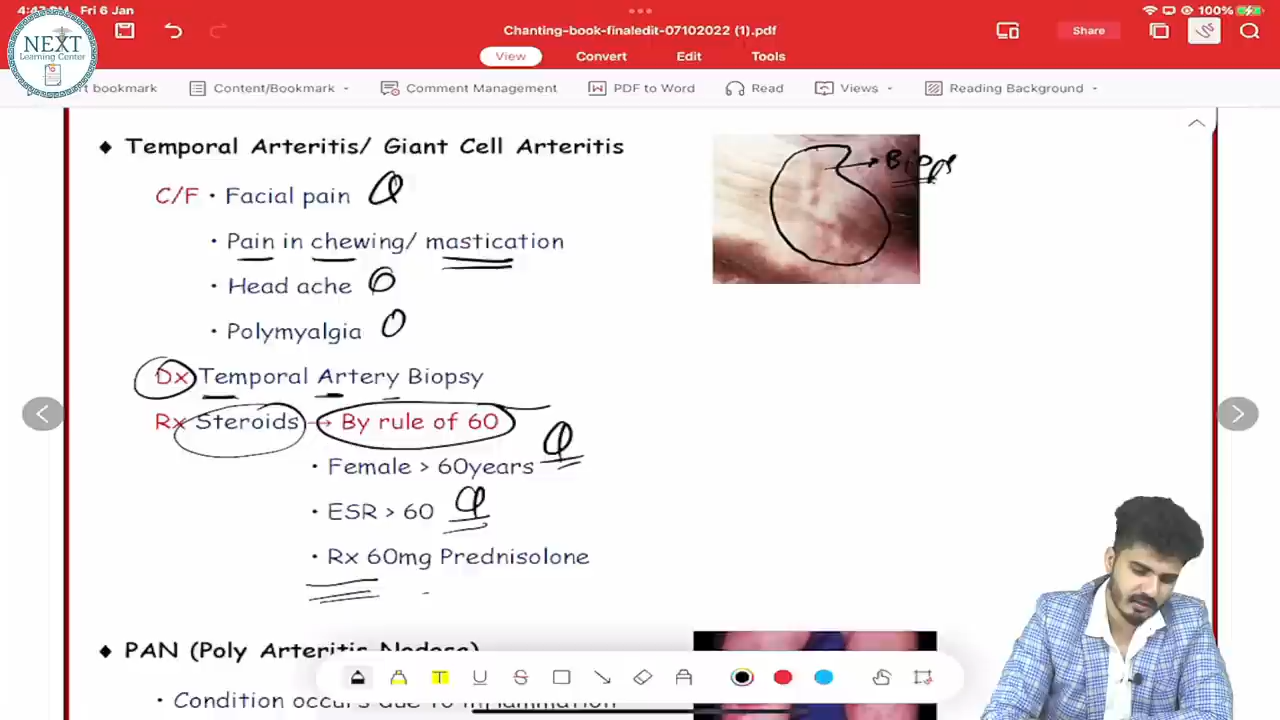 4:47 PM Fri 6 Jan
100%
NEXT
Learning Center
Chanting-book-finaledit-07102022 (1).pdf
Share
View
Convert
Edit
Tools
bookmark
Content/Bookmark
Comment Management
PDF to Word
Read
Views
Reading Background
◆ Temporal Arteritis/ Giant Cell Arteritis
C/F • Facial pain
• Pain in chewing/ mastication
• Head ache
• Polymyalgia
Dx Temporal Artery Biopsy
Rx Steroids → By rule of 60
• Female > 60years
• ESR > 60
• Rx 60mg Prednisolone
◆ PAN (Poly Arteritis Nodosa)
• Condition occurs due to inflammation